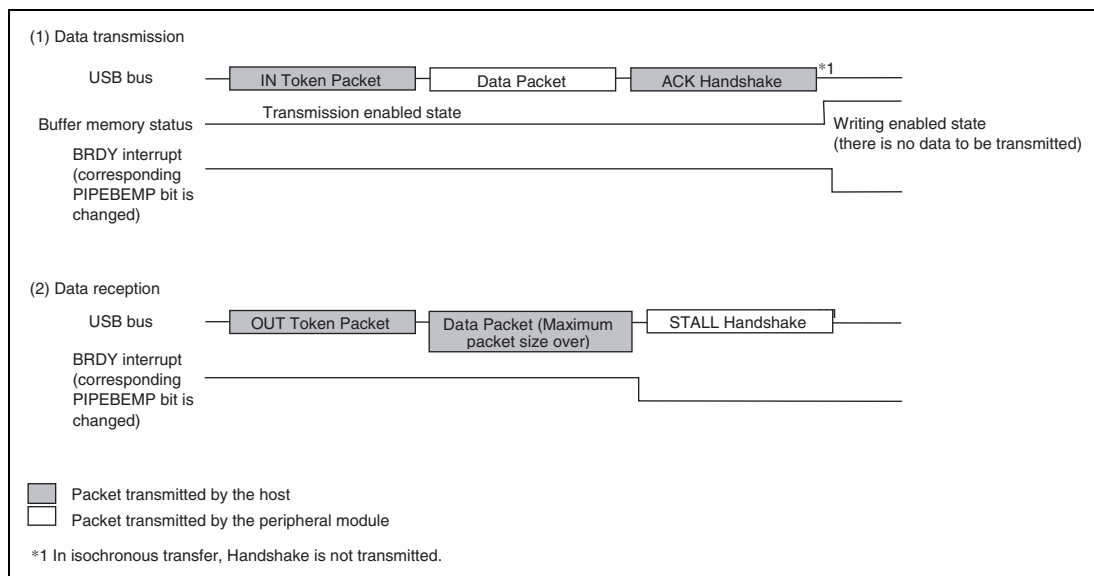 (1) Data transmission
USB bus
IN Token Packet
Data Packet
ACK Handshake
*1
Buffer memory status
Transmission enabled state
Writing enabled state
(there is no data to be transmitted)
BRDY interrupt
(corresponding
PIPEBEMP bit is
changed)
(2) Data reception
USB bus
OUT Token Packet
Data Packet (Maximum
packet size over)
STALL Handshake
BRDY interrupt
(corresponding
PIPEBEMP bit is
changed)
Packet transmitted by the host
Packet transmitted by the peripheral module
*1 In isochronous transfer, Handshake is not transmitted.